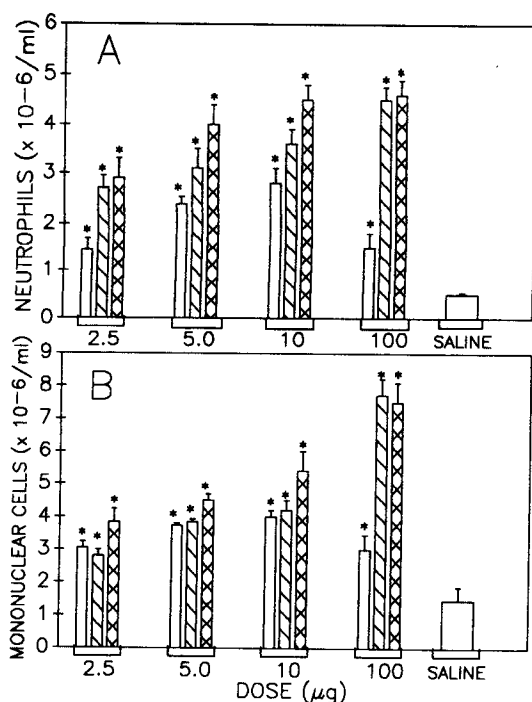 A
NEUTROPHILS (x 10-6/ml)
6
5
4
3
2
1
0
* * * * * * * * * * * *
2.5 5.0 10 100 SALINE
B
MONONUCLEAR CELLS (x 10-6/ml)
9
8
7
6
5
4
3
2
1
0
* * * * * * * * * * * *
2.5 5.0 10 100 SALINE
DOSE (μg)